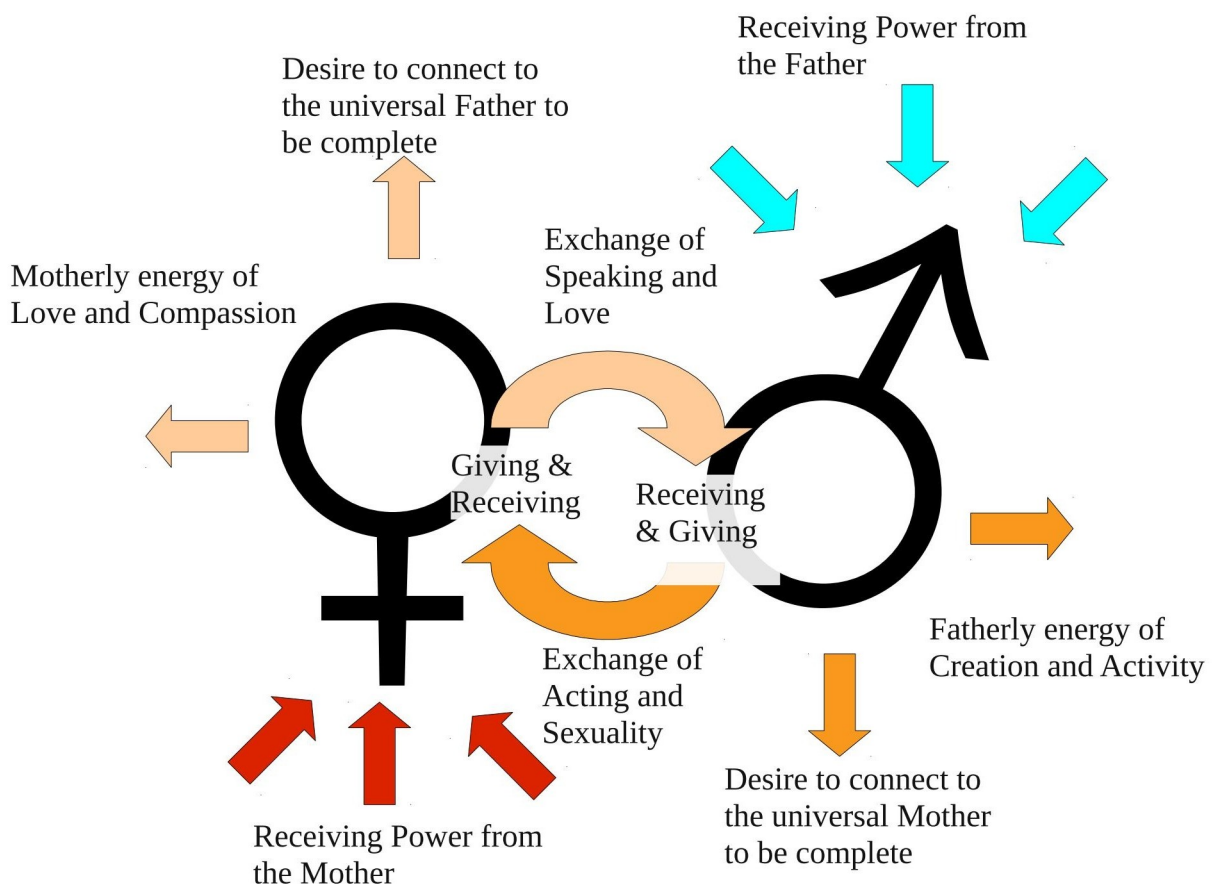 Receiving Power from
the Father
Desire to connect to
the universal Father to
be complete
Exchange of
Speaking and
Love
Motherly energy of
Love and Compassion
Giving &
Receiving
Receiving
& Giving
Fatherly energy of
Creation and Activity
Exchange of
Acting and
Sexuality
Desire to connect to
the universal Mother
to be complete
Receiving Power from
the Mother